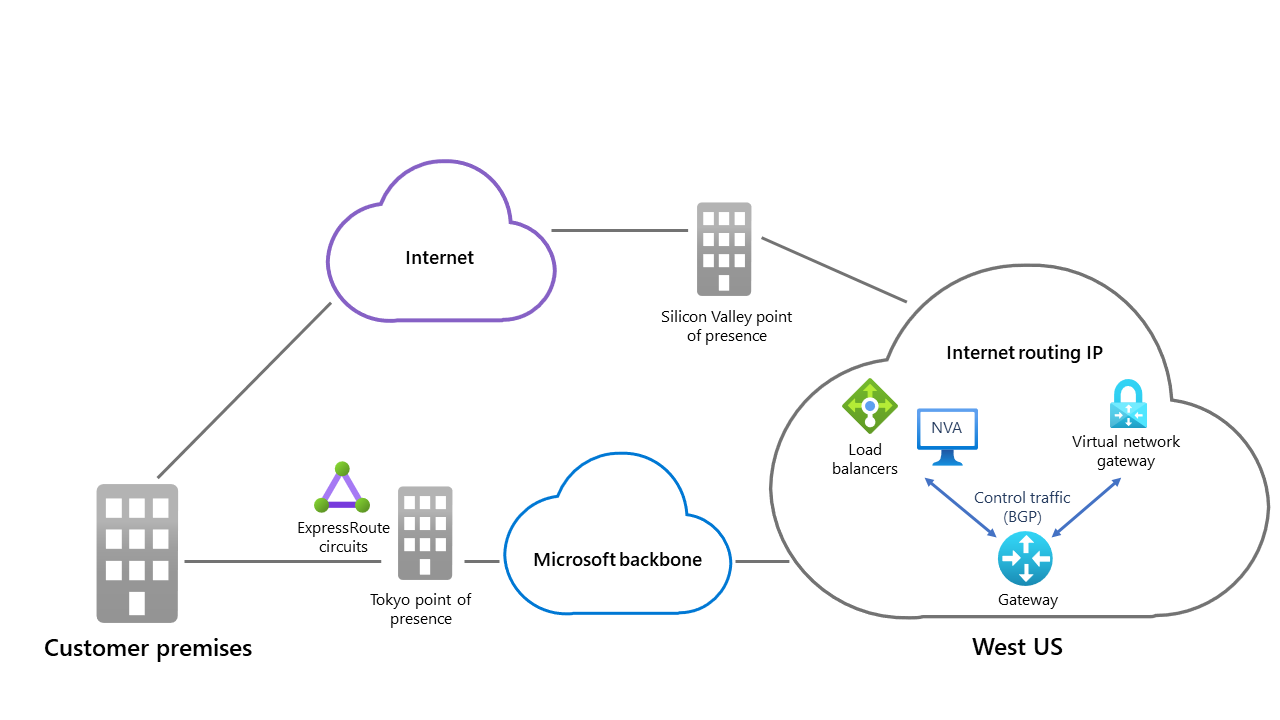 Internet
Silicon Valley point
of presence
Internet routing IP
NVA
Load
balancers
Virtual network
gateway
Control traffic
(BGP)
Gateway
West US
ExpressRoute
circuits
Tokyo point of
presence
Microsoft backbone
Customer premises